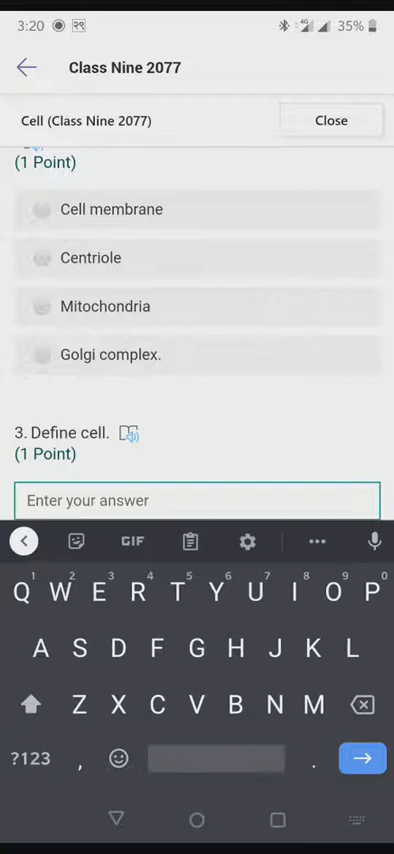 3:20 २९ 4G 35%
Class Nine 2077
Cell (Class Nine 2077) Close
(1 Point)
Cell membrane
Centriole
Mitochondria
Golgi complex.
3. Define cell.
(1 Point)
Enter your answer
GIF
1 2 3 4 5 6 7 8 9 0
Q W E R T Y U I O P
A S D F G H J K L
Z X C V B N M
?123 , .